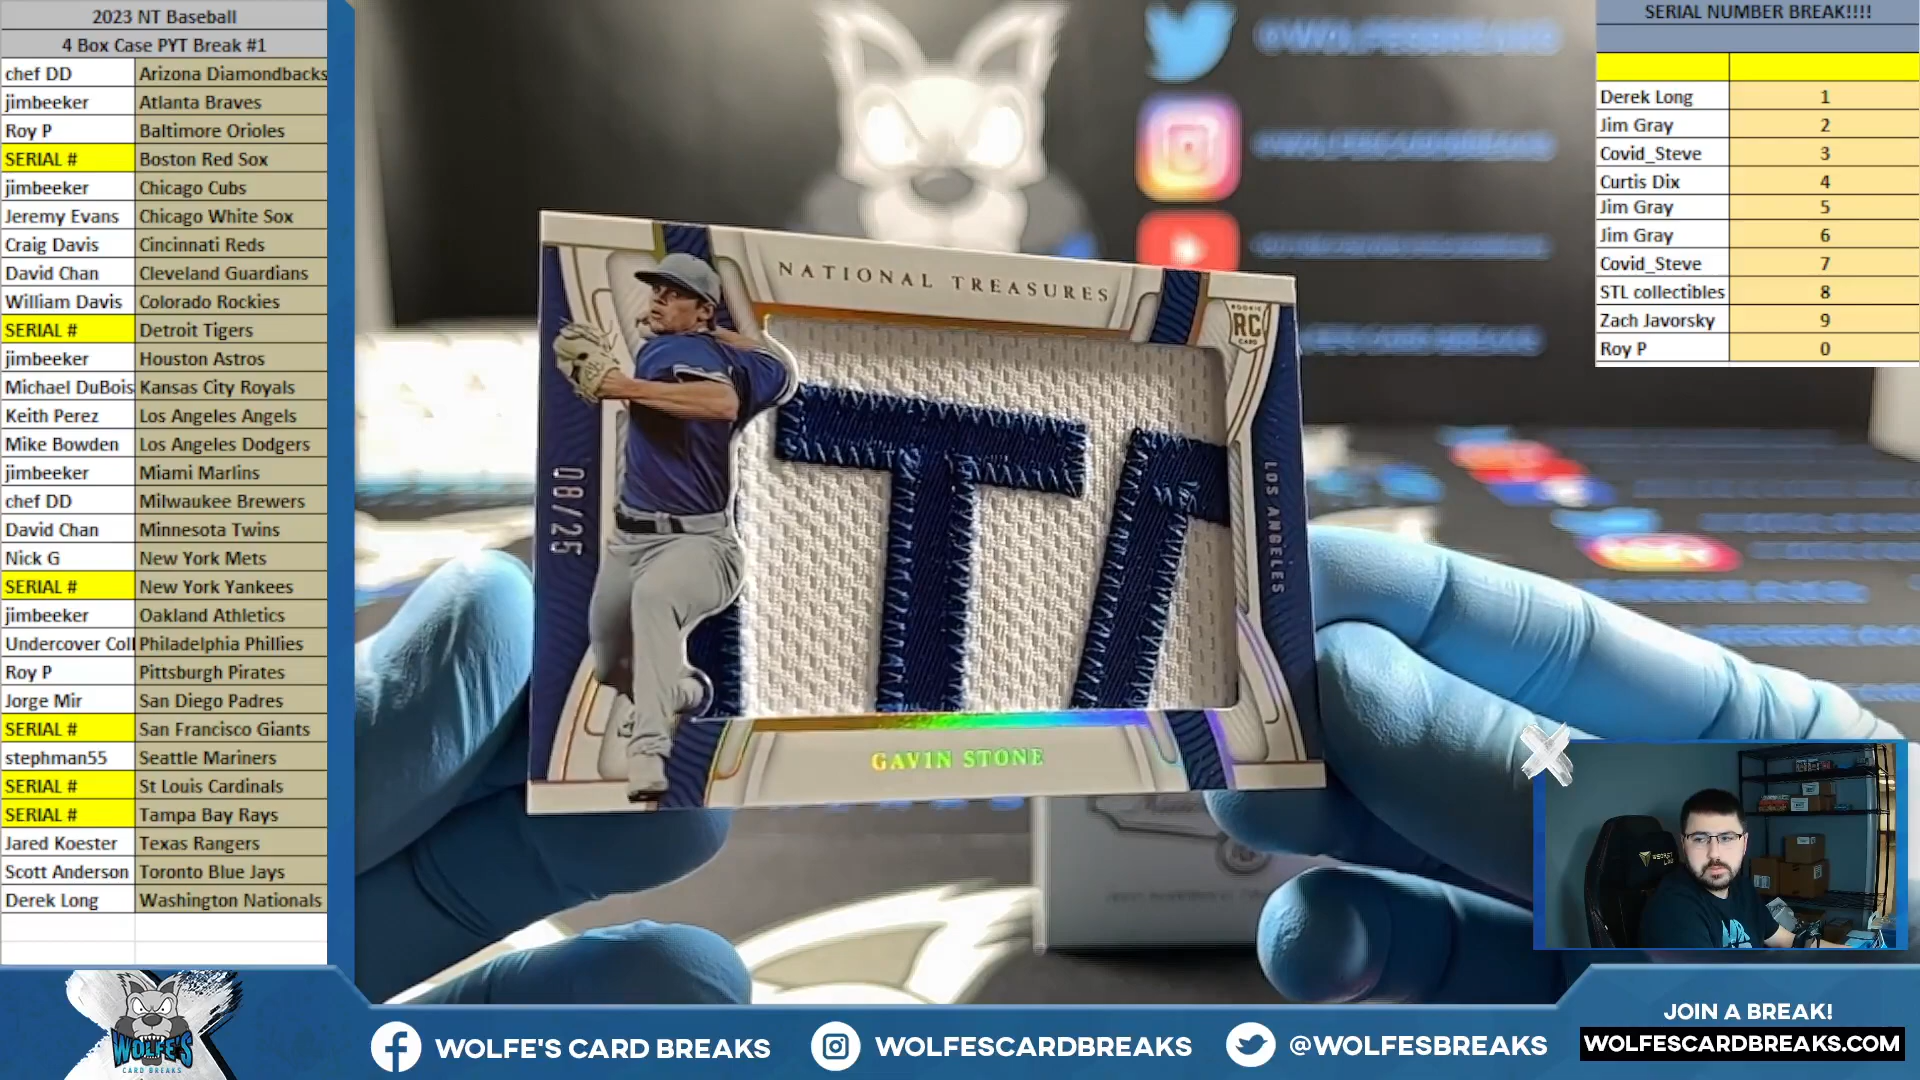 2023 NT Baseball
4 Box Case PYT Break #1
chef DD Arizona Diamondbacks
jimbeeker Atlanta Braves
Roy P Baltimore Orioles
SERIAL # Boston Red Sox
jimbeeker Chicago Cubs
Jeremy Evans Chicago White Sox
Craig Davis Cincinnati Reds
David Chan Cleveland Guardians
William Davis Colorado Rockies
SERIAL # Detroit Tigers
jimbeeker Houston Astros
Michael DuBois Kansas City Royals
Keith Perez Los Angeles Angels
Mike Bowden Los Angeles Dodgers
jimbeeker Miami Marlins
chef DD Milwaukee Brewers
David Chan Minnesota Twins
Nick G New York Mets
SERIAL # New York Yankees
jimbeeker Oakland Athletics
Undercover Coll Philadelphia Phillies
Roy P Pittsburgh Pirates
Jorge Mir San Diego Padres
SERIAL # San Francisco Giants
stephman55 Seattle Mariners
SERIAL # St Louis Cardinals
SERIAL # Tampa Bay Rays
Jared Koester Texas Rangers
Scott Anderson Toronto Blue Jays
Derek Long Washington Nationals
@WOLFESBREAKS
NATIONAL TREASURES
ROOKIE
RC
CARD
08/25
LOS ANGELES
GAVIN STONE
SERIAL NUMBER BREAK!!!!
Derek Long 1
Jim Gray 2
Covid_Steve 3
Curtis Dix 4
Jim Gray 5
Jim Gray 6
Covid_Steve 7
STL collectibles 8
Zach Javorsky 9
Roy P 0
WOLFE'S
CARD BREAKS
WOLFE'S CARD BREAKS
WOLFESCARDBREAKS
@WOLFESBREAKS
JOIN A BREAK!
WOLFESCARDBREAKS.COM